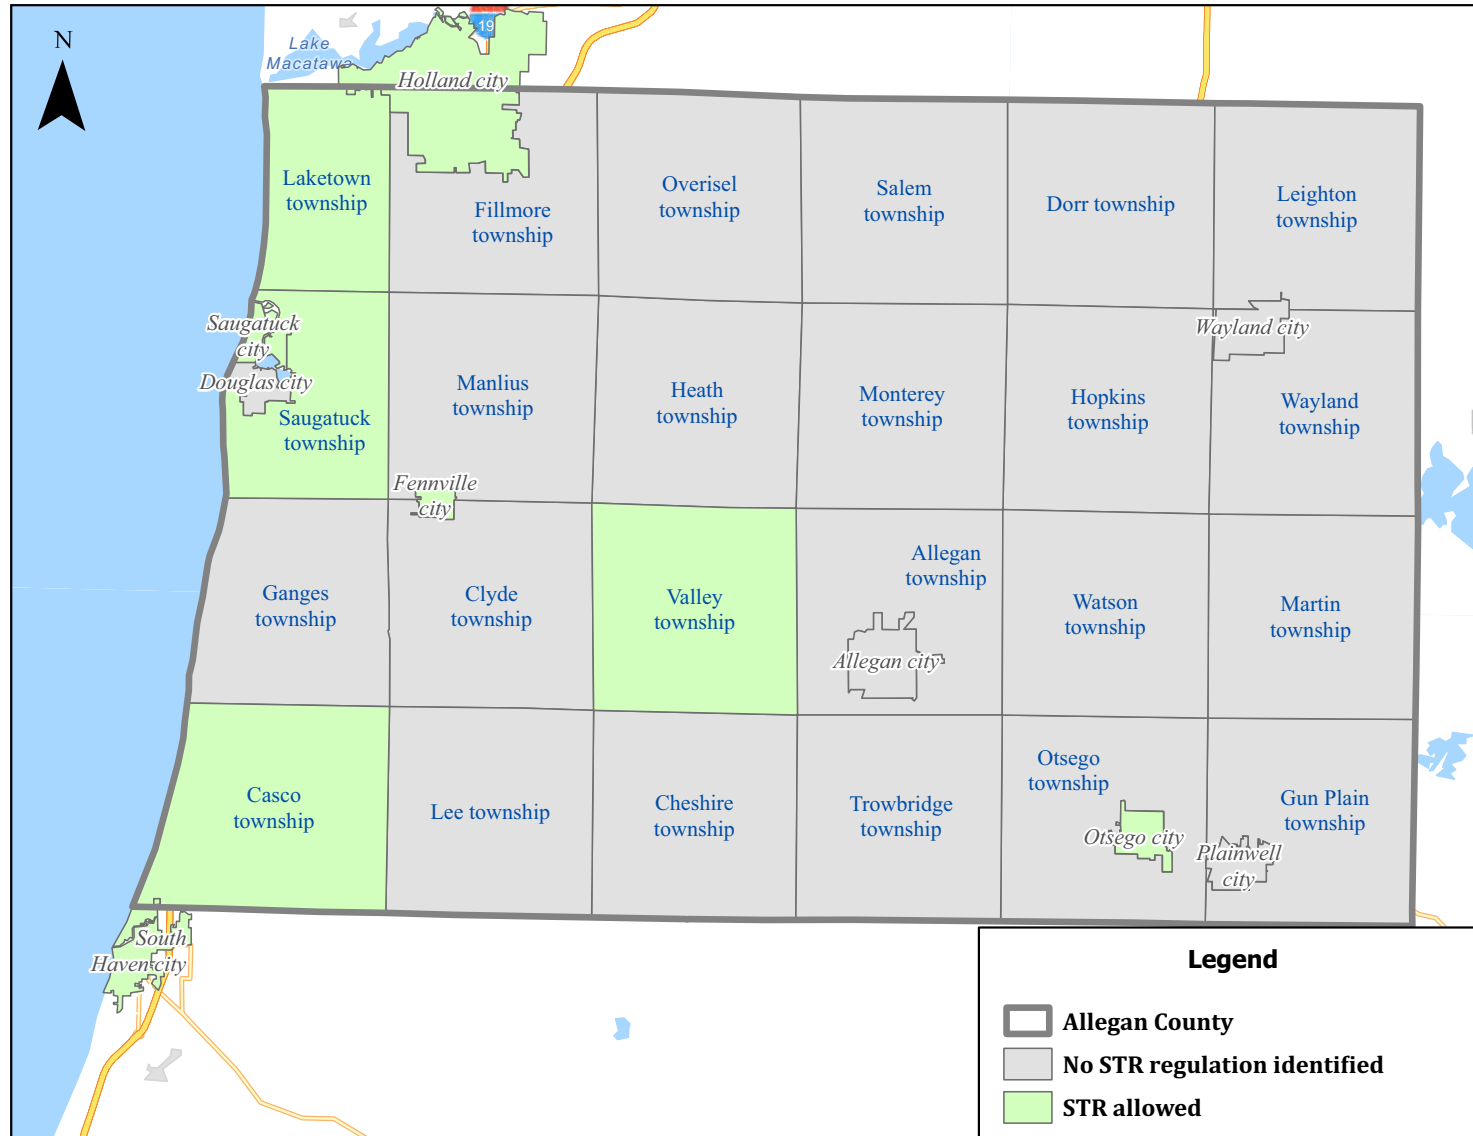 N
19
Lake
Macatawa
Holland city
Laketown
township
Fillmore
township
Overisel
township
Salem
township
Dorr township
Leighton
township
Saugatuck
city
Douglas city
Saugatuck
township
Manlius
township
Heath
township
Monterey
township
Hopkins
township
Wayland city
Wayland
township
Fennville
city
Ganges
township
Clyde
township
Valley
township
Allegan
township
Allegan city
Watson
township
Martin
township
Casco
township
Lee township
Cheshire
township
Trowbridge
township
Otsego
township
Otsego city
Plainwell
city
Gun Plain
township
South
Haven city
Legend
Allegan County
No STR regulation identified
STR allowed